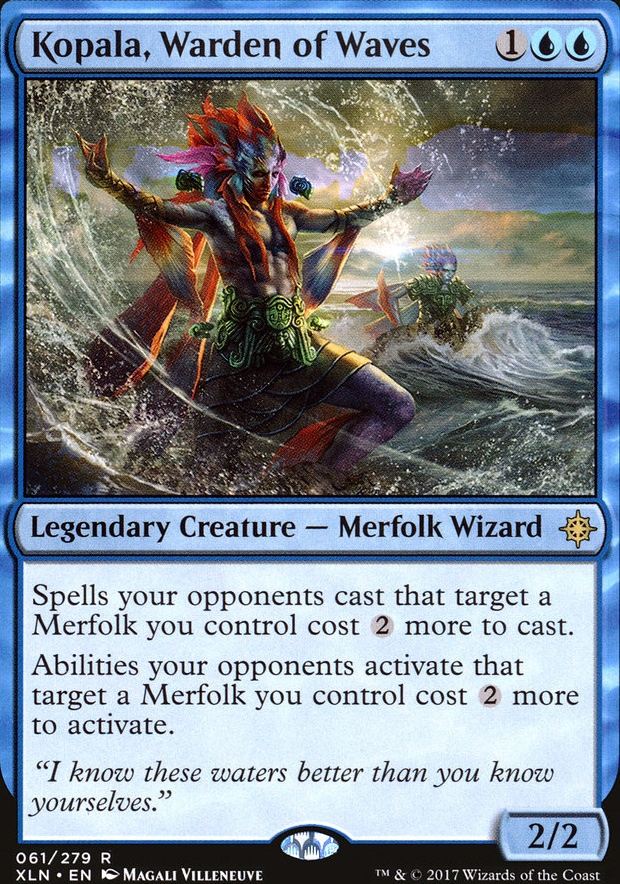 Kopala, Warden of Waves 1
Legendary Creature — Merfolk Wizard
Spells your opponents cast that target a
Merfolk you control cost 2 more to cast.
Abilities your opponents activate that
target a Merfolk you control cost 2 more
to activate.
“I know these waters better than you know
yourselves.”
2/2
061/279 R
XLN • EN Magali Villeneuve
™ & © 2017 Wizards of the Coast